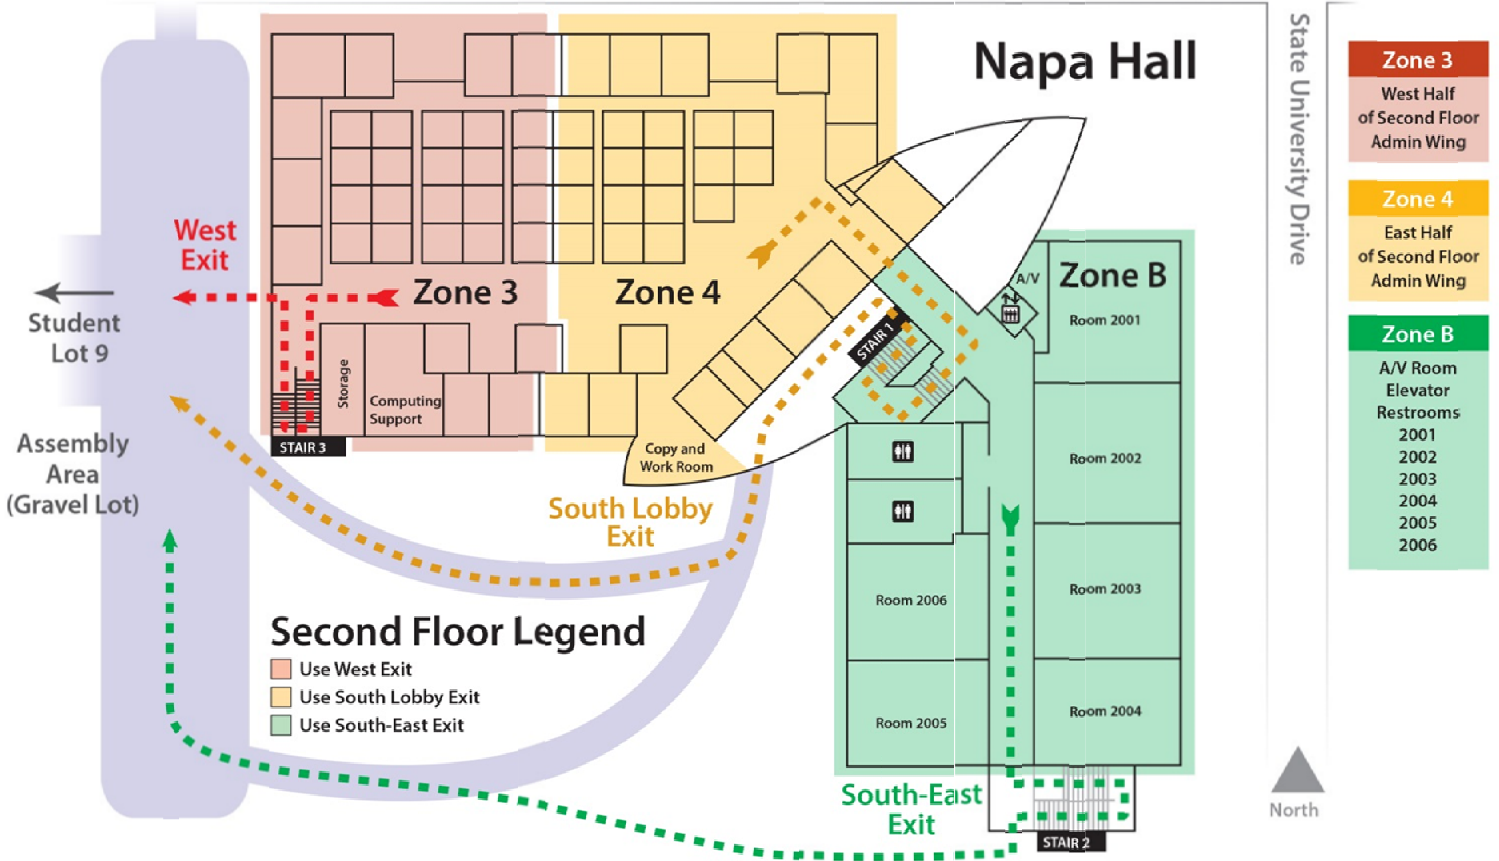 Napa Hall
State University Drive
Zone 3
West Half
of Second Floor
Admin Wing
Zone 4
East Half
of Second Floor
Admin Wing
Zone B
A/V Room
Elevator
Restrooms
2001
2002
2003
2004
2005
2006
West
Exit
Zone 3
Zone 4
A/V
Zone B
Room 2001
Student
Lot 9
STAIR 1
Storage
Computing
Support
STAIR 3
Assembly
Area
(Gravel Lot)
Copy and
Work Room
Room 2002
South Lobby
Exit
Room 2006
Room 2003
Second Floor Legend
Use West Exit
Use South Lobby Exit
Use South-East Exit
Room 2005
Room 2004
South-East
Exit
STAIR 2
North